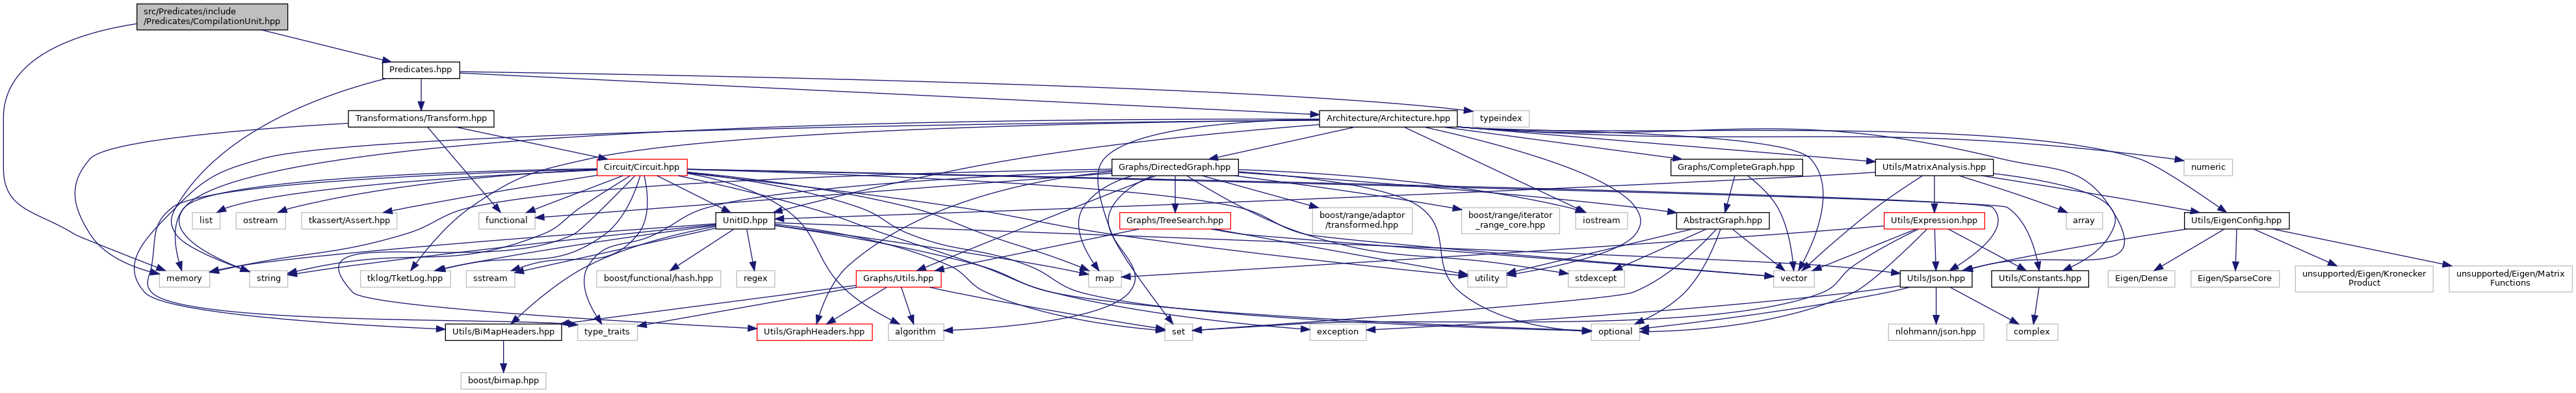 src/Predicates/include
/Predicates/CompilationUnit.hpp
Predicates.hpp
Transformations/Transform.hpp
Architecture/Architecture.hpp
typeindex
Circuit/Circuit.hpp
Graphs/DirectedGraph.hpp
Graphs/CompleteGraph.hpp
Utils/MatrixAnalysis.hpp
numeric
list
ostream
tkassert/Assert.hpp
functional
UnitID.hpp
Graphs/TreeSearch.hpp
boost/range/adaptor
/transformed.hpp
boost/range/iterator
_range_core.hpp
iostream
AbstractGraph.hpp
Utils/Expression.hpp
array
Utils/EigenConfig.hpp
memory
string
tklog/TketLog.hpp
sstream
boost/functional/hash.hpp
regex
Graphs/Utils.hpp
map
utility
stdexcept
vector
Utils/Json.hpp
Utils/Constants.hpp
Eigen/Dense
Eigen/SparseCore
unsupported/Eigen/Kronecker
Product
unsupported/Eigen/Matrix
Functions
Utils/BiMapHeaders.hpp
type_traits
Utils/GraphHeaders.hpp
algorithm
set
exception
optional
nlohmann/json.hpp
complex
boost/bimap.hpp